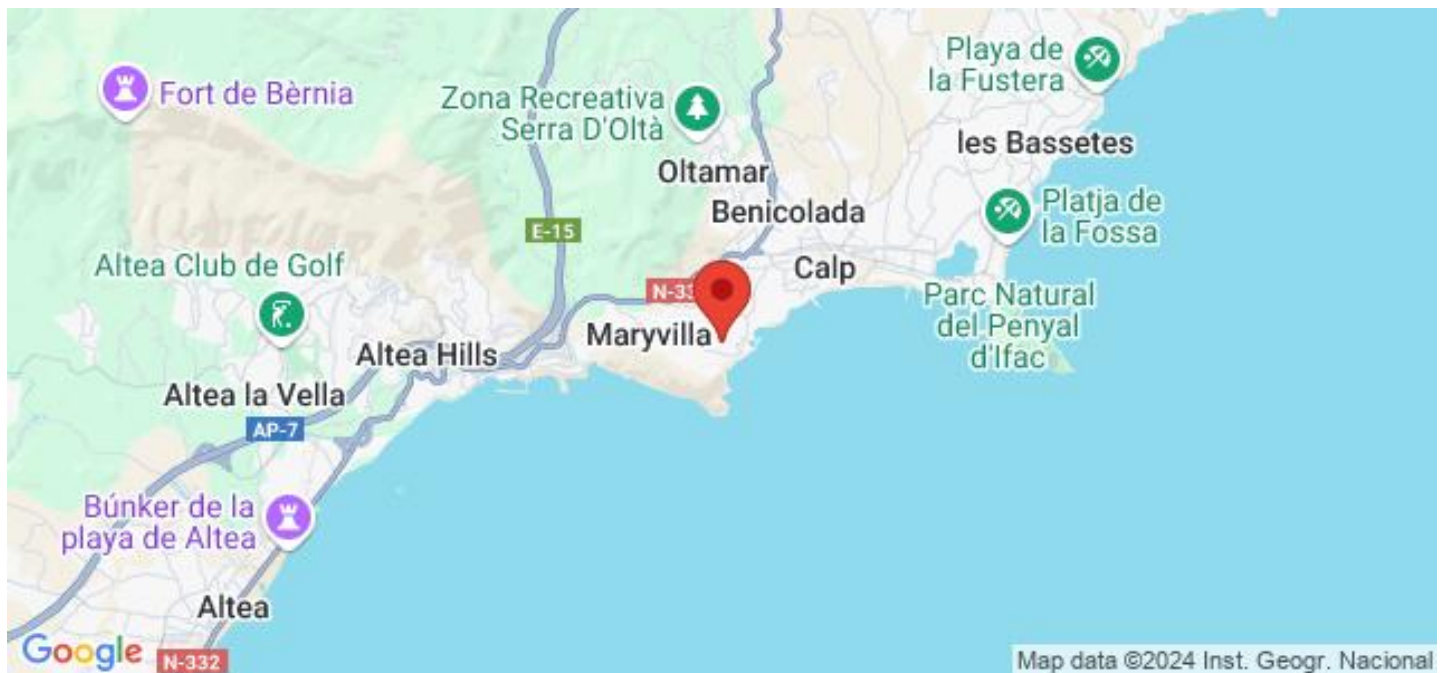 Playa de
la Fustera
Fort de Bèrnia
Zona Recreativa
Serra D'Oltà
les Bassetes
Oltamar
Benicolada
Platja de
la Fossa
E-15
Altea Club de Golf
Calp
N-33
Parc Natural
del Penyal
d'Ifac
Maryvilla
Altea Hills
Altea la Vella
AP-7
Búnker de la
playa de Altea
Altea
Google
N-332
Map data ©2024 Inst. Geogr. Nacional